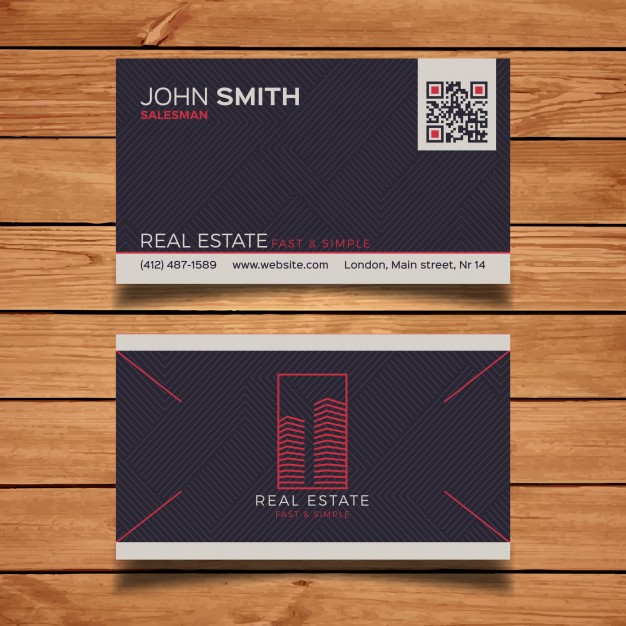 JOHN SMITH
SALESMAN
REAL ESTATE FAST & SIMPLE
(412) 487-1589 www.website.com London, Main street, Nr 14
REAL ESTATE
FAST & SIMPLE